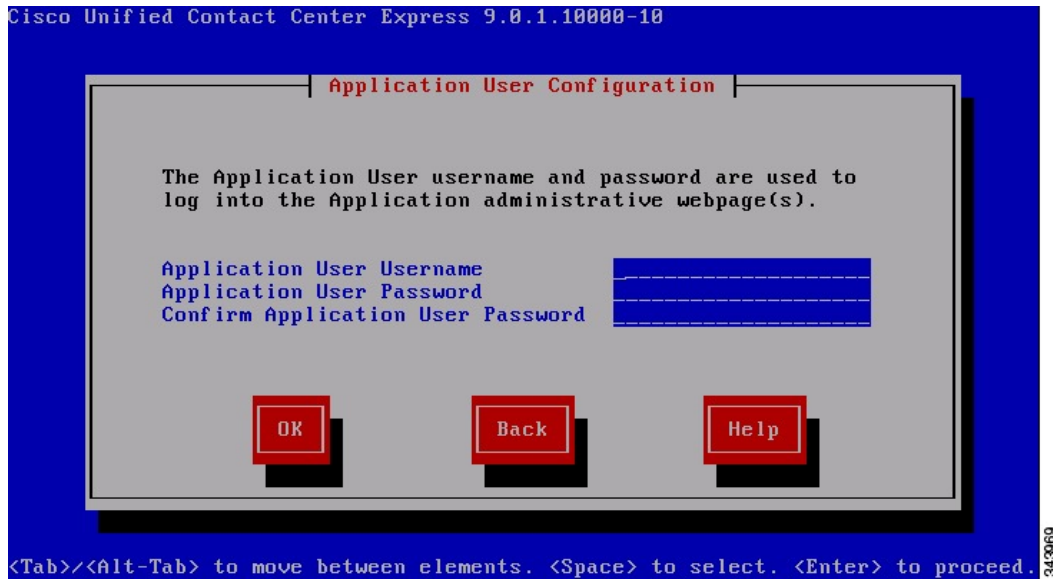 Cisco Unified Contact Center Express 9.0.1.10000-10
Application User Configuration
The Application User username and password are used to
log into the Application administrative webpage(s).
Application User Username
Application User Password
Confirm Application User Password
OK Back Help
<Tab>/<Alt-Tab> to move between elements. <Space> to select. <Enter> to proceed.
343969